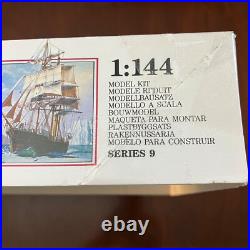 1:144
MODEL KIT
MODELE REDUIT
MODELLBAUSATZ
MODELLO A SCALA
BOUWMODEL
MAQUETA PARA MONTAR
PLASTBYGGSATS
RAKENNUSSARJA
MODELO PARA CONSTRUIR
SERIES 9